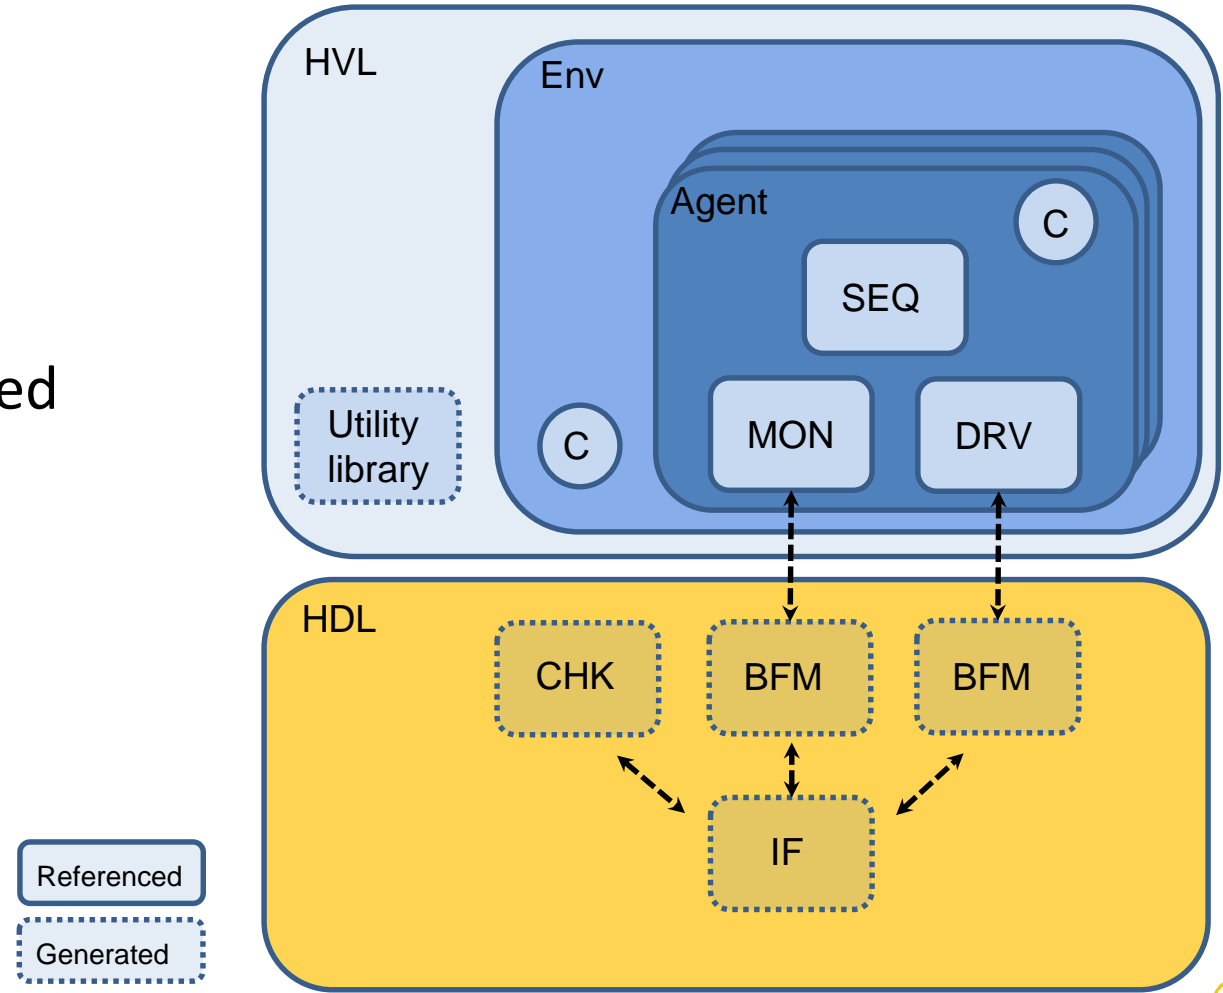 HVL
Env
Agent
C
SEQ
ed
Utility
library
C
MON
DRV
HDL
CHK
BFM
BFM
IF
Referenced
Generated